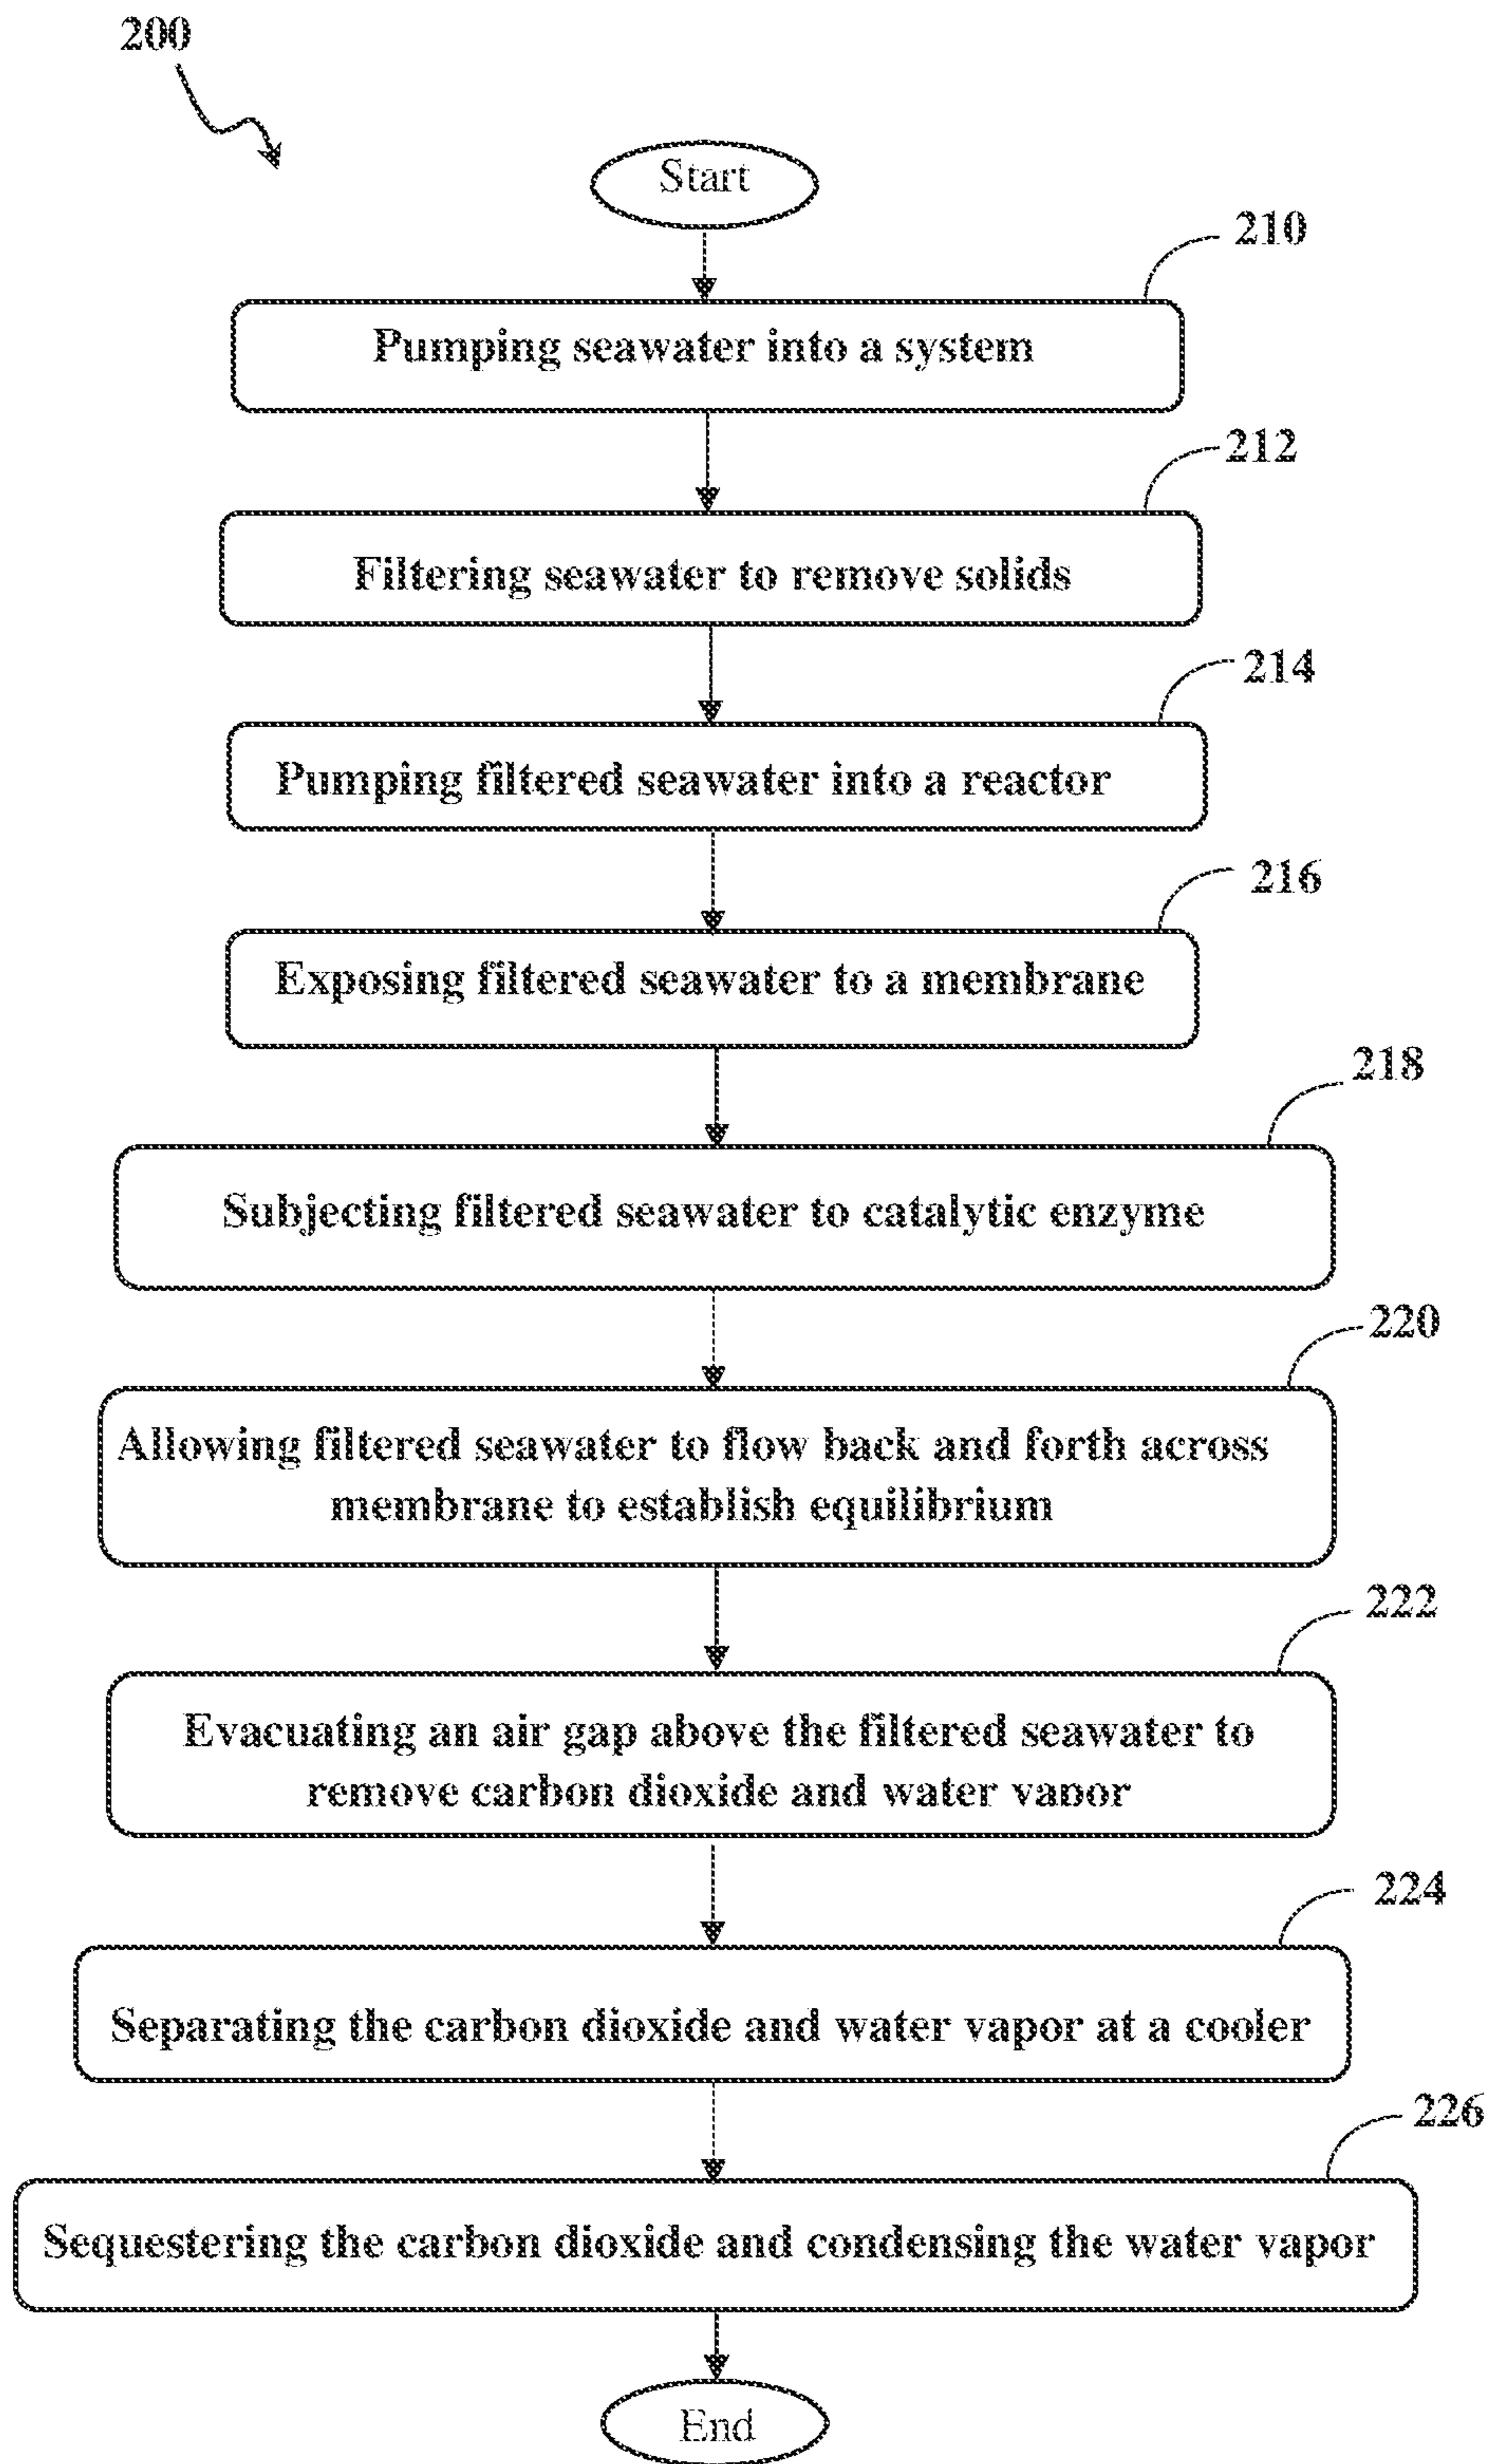 200
Start
210
Pumping seawater into a system
212
Filtering seawater to remove solids
214
Pumping filtered seawater into a reactor
216
Exposing filtered seawater to a membrane
218
Subjecting filtered seawater to catalytic enzyme
220
Allowing filtered seawater to flow back and forth across
membrane to establish equilibrium
222
Evacuating an air gap above the filtered seawater to
remove carbon dioxide and water vapor
224
Separating the carbon dioxide and water vapor at a cooler
226
Sequestering the carbon dioxide and condensing the water vapor
End